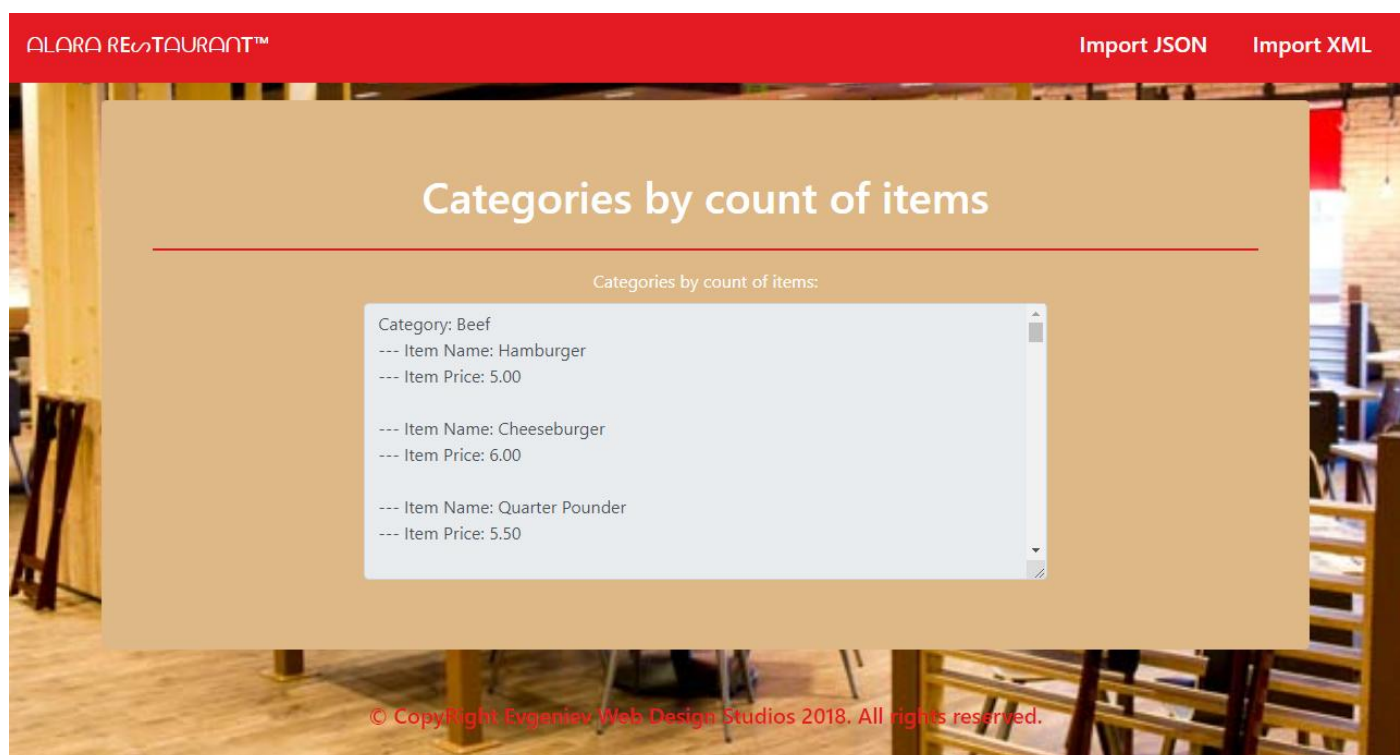 ALARA RESTAURANT™
Import JSON
Import XML
Categories by count of items
Categories by count of items:
Category: Beef
--- Item Name: Hamburger
--- Item Price: 5.00
--- Item Name: Cheeseburger
--- Item Price: 6.00
--- Item Name: Quarter Pounder
--- Item Price: 5.50
© CopyRight Evgeniev Web Design Studios 2018. All rights reserved.